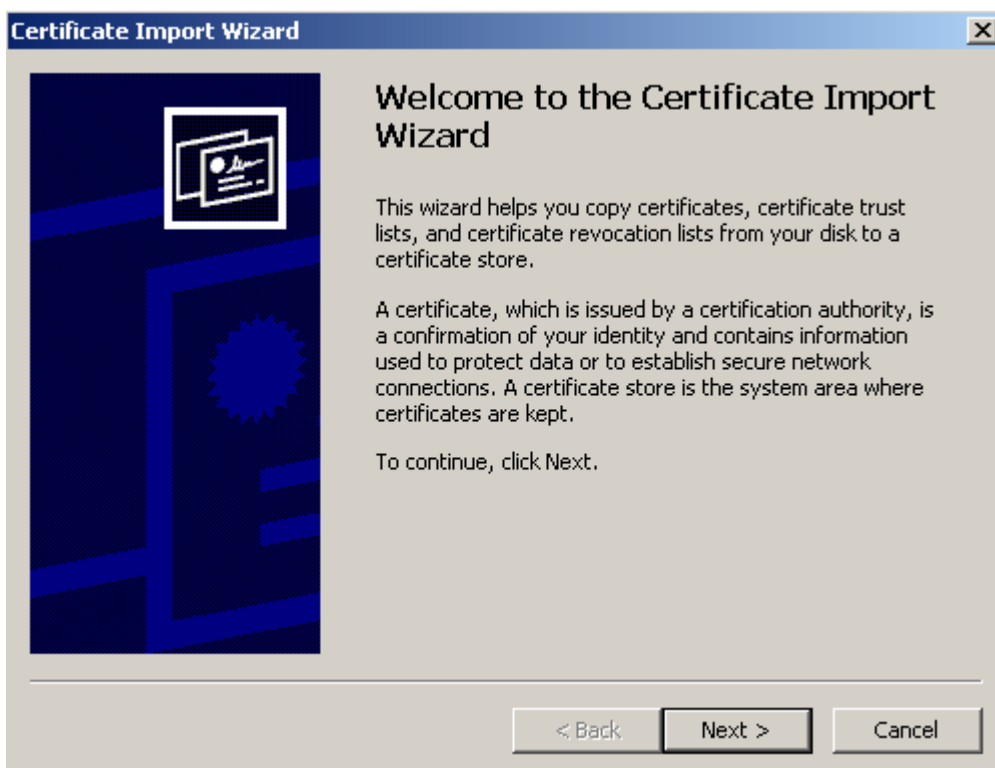 Certificate Import Wizard
Welcome to the Certificate Import
Wizard
This wizard helps you copy certificates, certificate trust
lists, and certificate revocation lists from your disk to a
certificate store.
A certificate, which is issued by a certification authority, is
a confirmation of your identity and contains information
used to protect data or to establish secure network
connections. A certificate store is the system area where
certificates are kept.
To continue, click Next.
< Back
Next >
Cancel